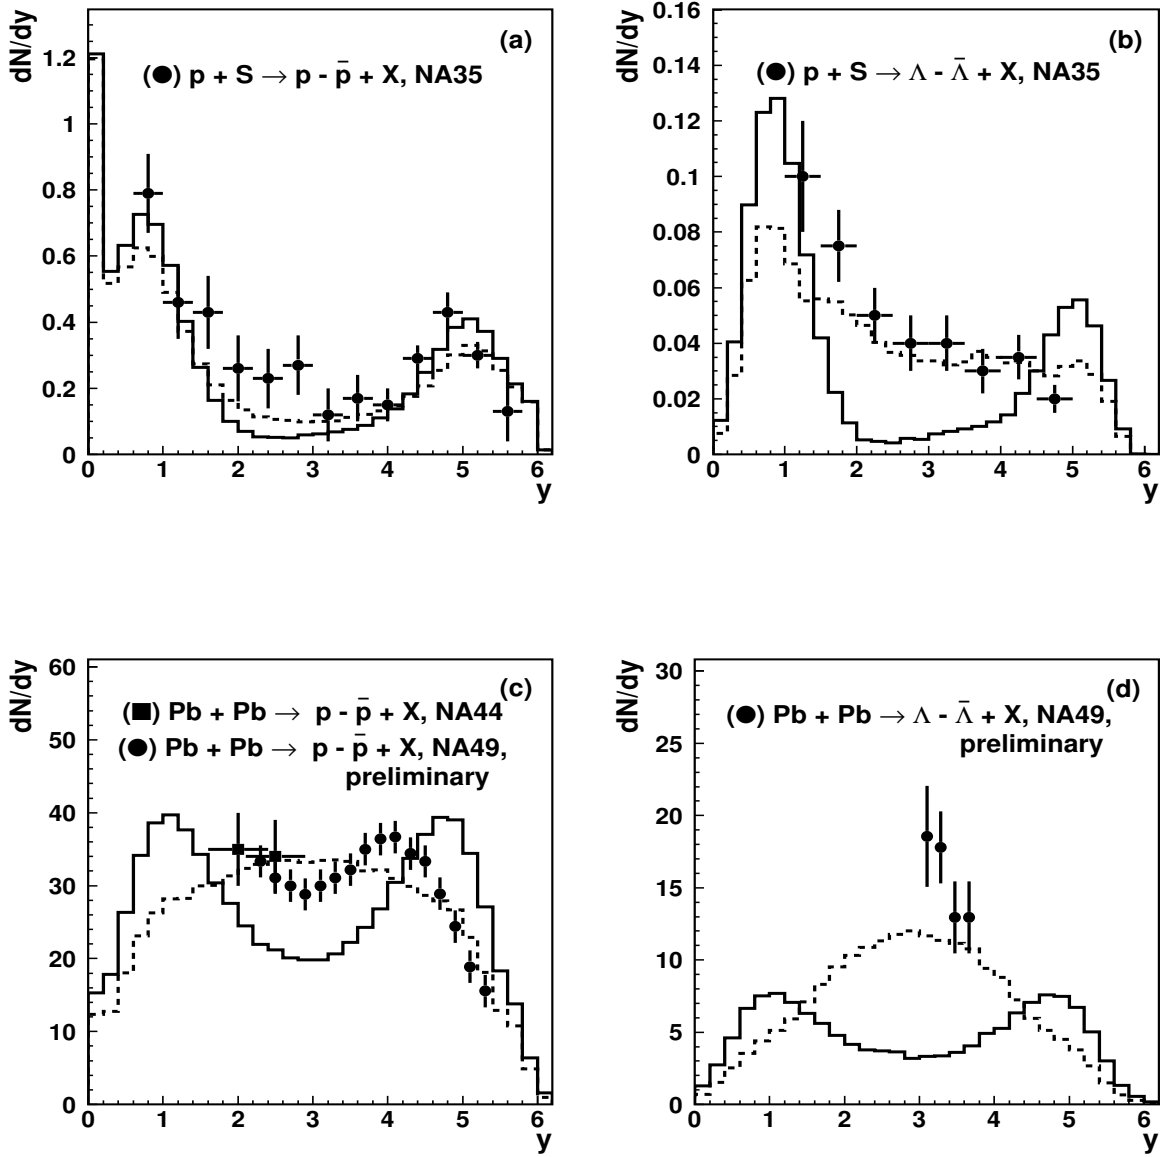 dN/dy
(a)
(●) p + S → p - p̄ + X, NA35
1.2
1
0.8
0.6
0.4
0.2
0
0 1 2 3 4 5 6
y
dN/dy
(b)
(●) p + S → Λ - Λ̄ + X, NA35
0.16
0.14
0.12
0.1
0.08
0.06
0.04
0.02
0
0 1 2 3 4 5 6
y
dN/dy
(c)
(■) Pb + Pb → p - p̄ + X, NA44
(●) Pb + Pb → p - p̄ + X, NA49,
preliminary
60
50
40
30
20
10
0
0 1 2 3 4 5 6
y
dN/dy
(d)
(●) Pb + Pb → Λ - Λ̄ + X, NA49,
preliminary
30
25
20
15
10
5
0
0 1 2 3 4 5 6
y